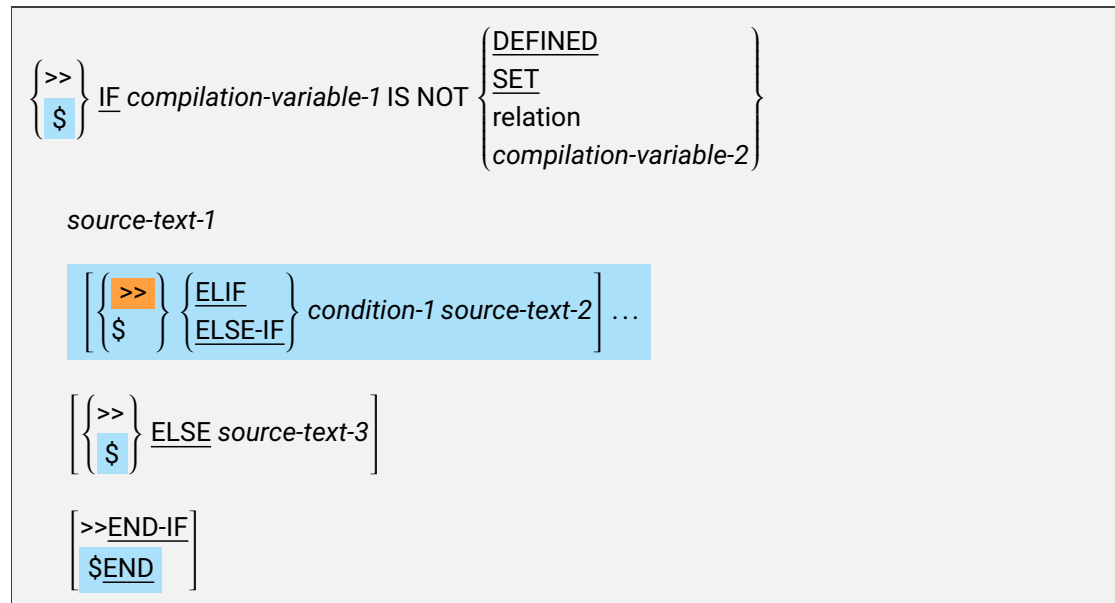 >>
$
IF compilation-variable-1 IS NOT
DEFINED
SET
relation
compilation-variable-2
source-text-1
>>
$
ELIF
ELSE-IF
condition-1 source-text-2
...
>>
$
ELSE source-text-3
>>END-IF
$END